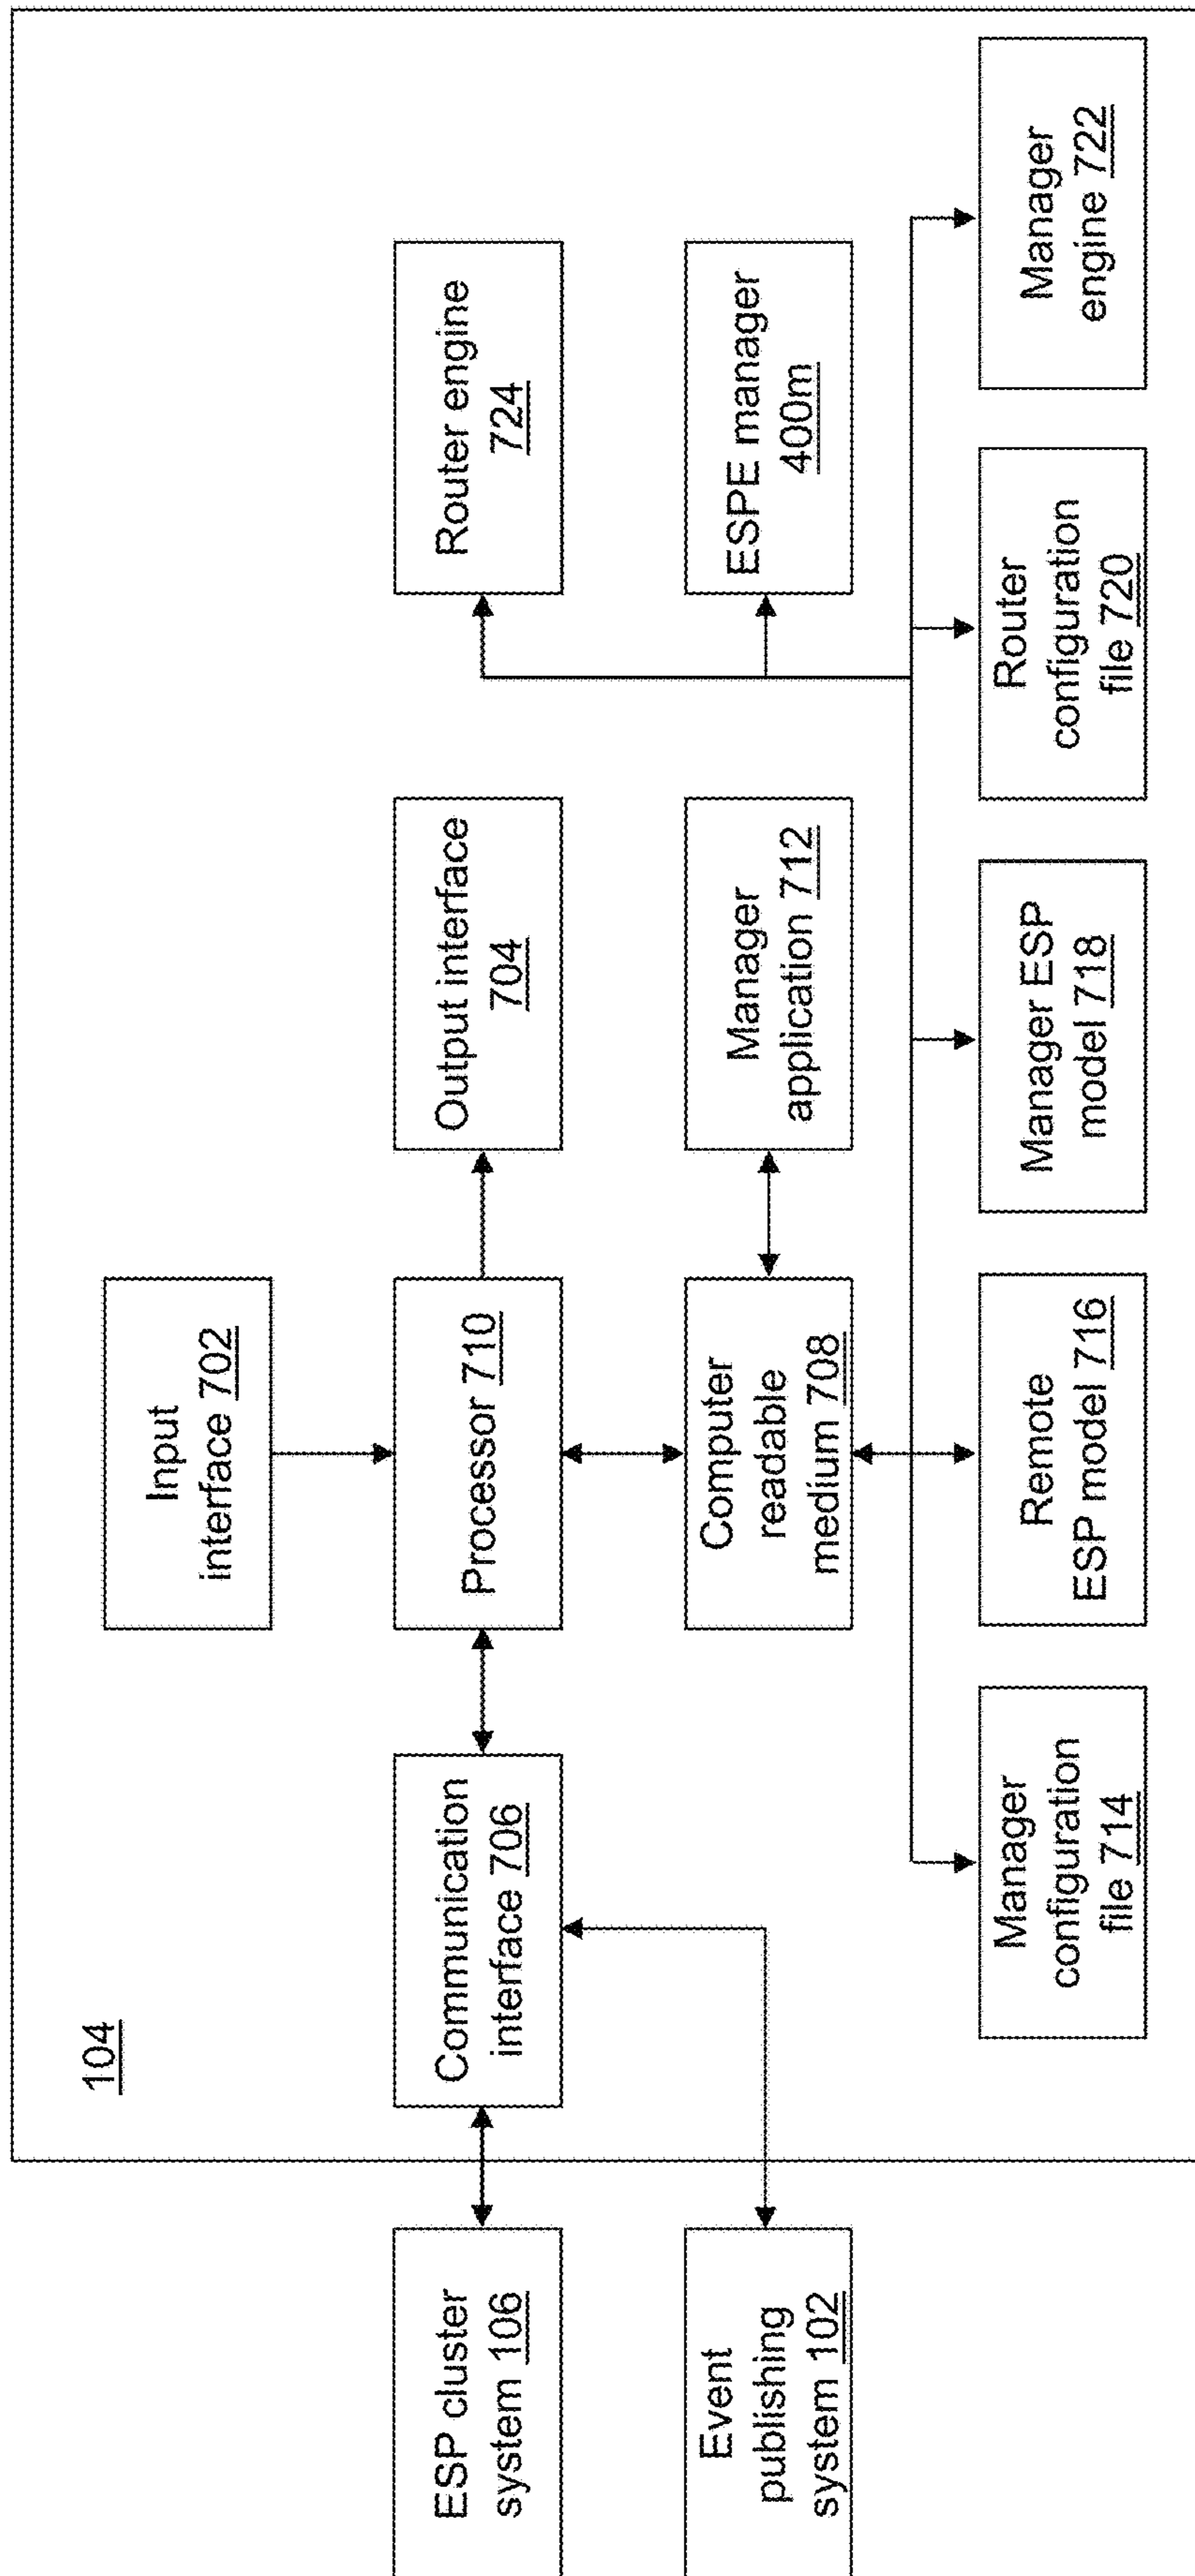 104
Input
interface 702
ESP cluster
system 106
Communication
interface 706
Processor 710
Output interface
704
Router engine
724
Event
publishing
system 102
Computer
readable
medium 708
Manager
application 712
ESPE manager
400m
Manager
configuration
file 714
Remote
ESP model 716
Manager ESP
model 718
Router
configuration
file 720
Manager
engine 722